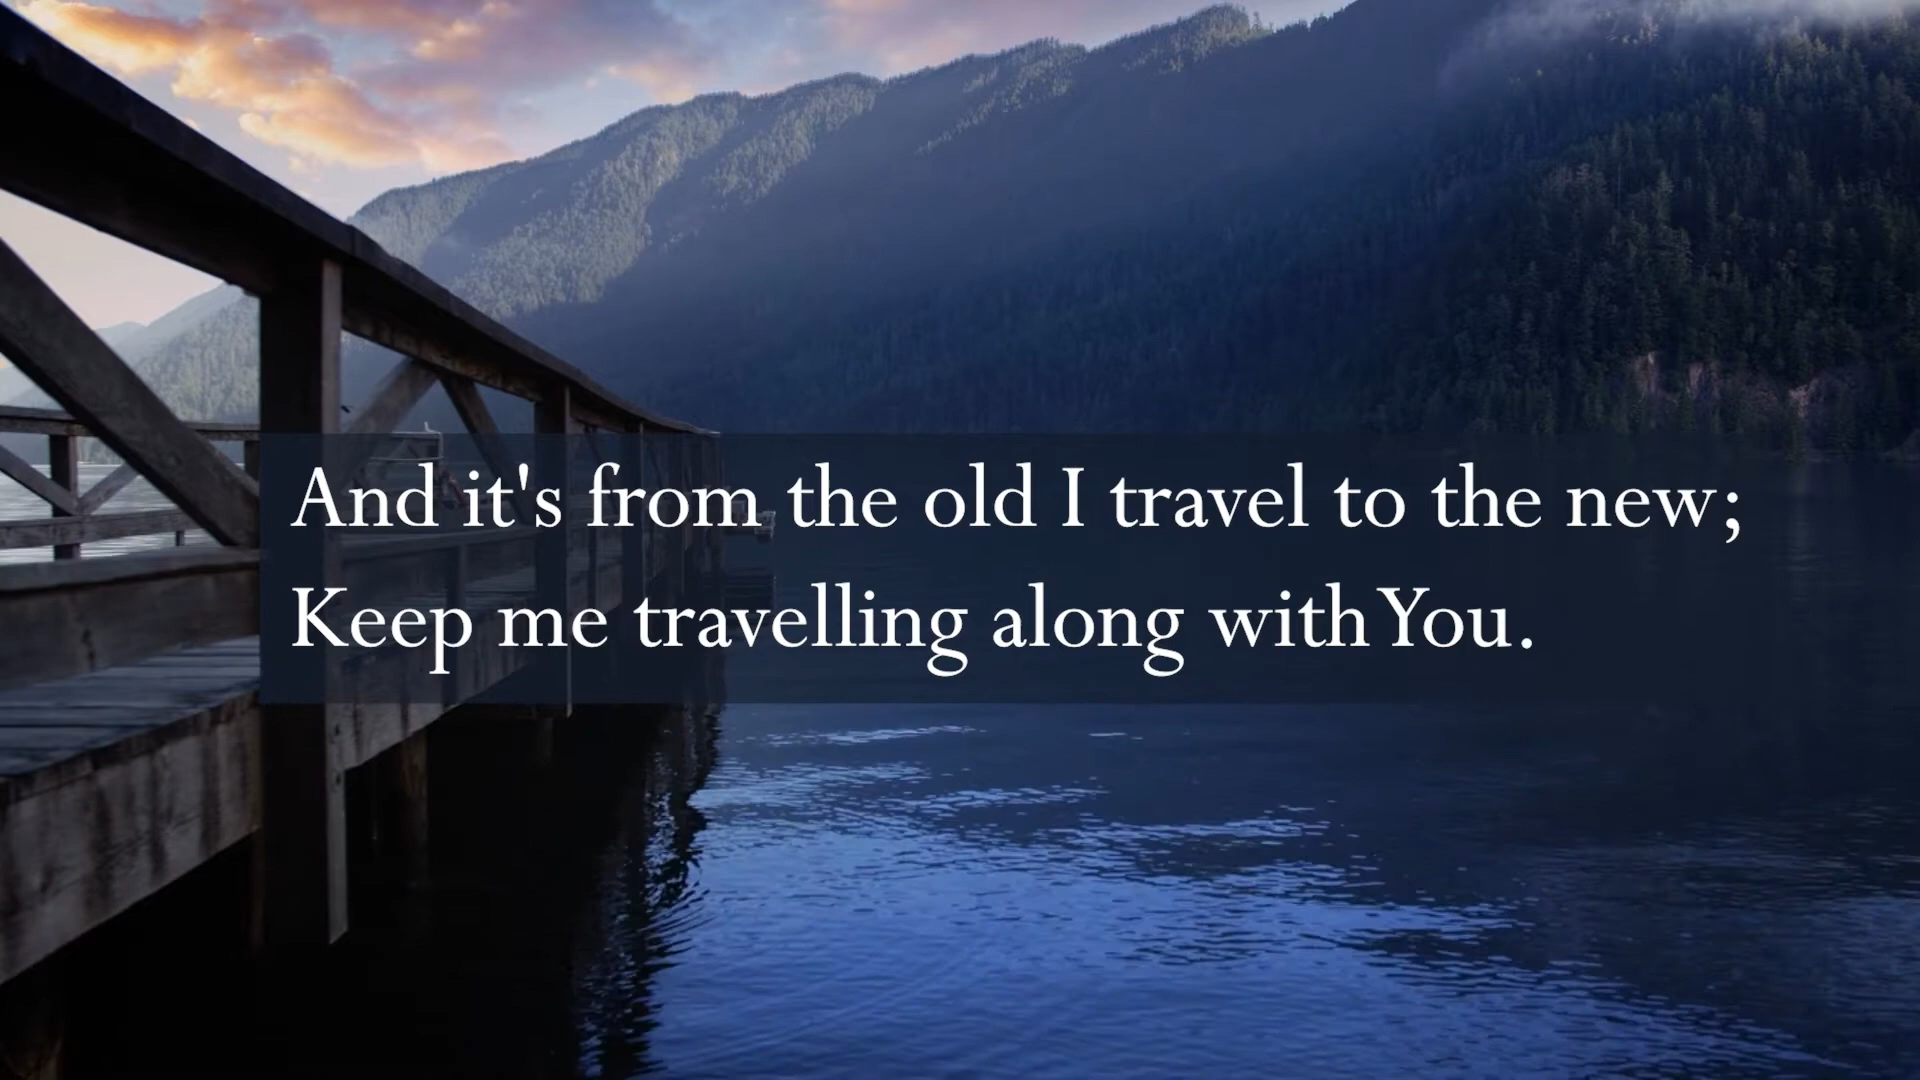 And it's from the old I travel to the new;
Keep me travelling along with You.